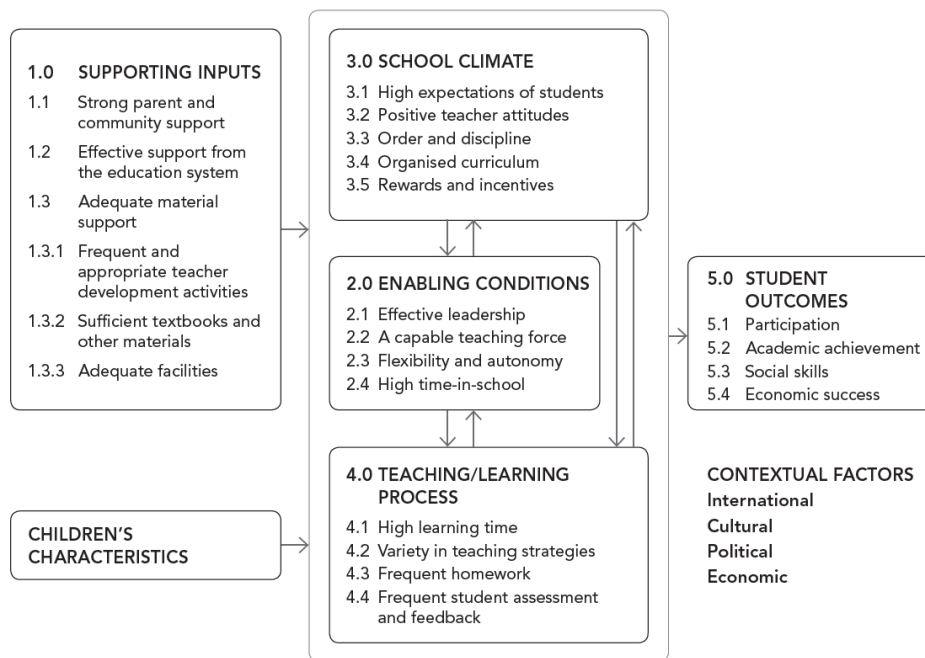 1.0 SUPPORTING INPUTS
1.1 Strong parent and
community support
1.2 Effective support from
the education system
1.3 Adequate material
support
1.3.1 Frequent and
appropriate teacher
development activities
1.3.2 Sufficient textbooks and
other materials
1.3.3 Adequate facilities
CHILDREN'S
CHARACTERISTICS
3.0 SCHOOL CLIMATE
3.1 High expectations of students
3.2 Positive teacher attitudes
3.3 Order and discipline
3.4 Organised curriculum
3.5 Rewards and incentives
2.0 ENABLING CONDITIONS
2.1 Effective leadership
2.2 A capable teaching force
2.3 Flexibility and autonomy
2.4 High time-in-school
4.0 TEACHING/LEARNING
PROCESS
4.1 High learning time
4.2 Variety in teaching strategies
4.3 Frequent homework
4.4 Frequent student assessment
and feedback
5.0 STUDENT
OUTCOMES
5.1 Participation
5.2 Academic achievement
5.3 Social skills
5.4 Economic success
CONTEXTUAL FACTORS
International
Cultural
Political
Economic